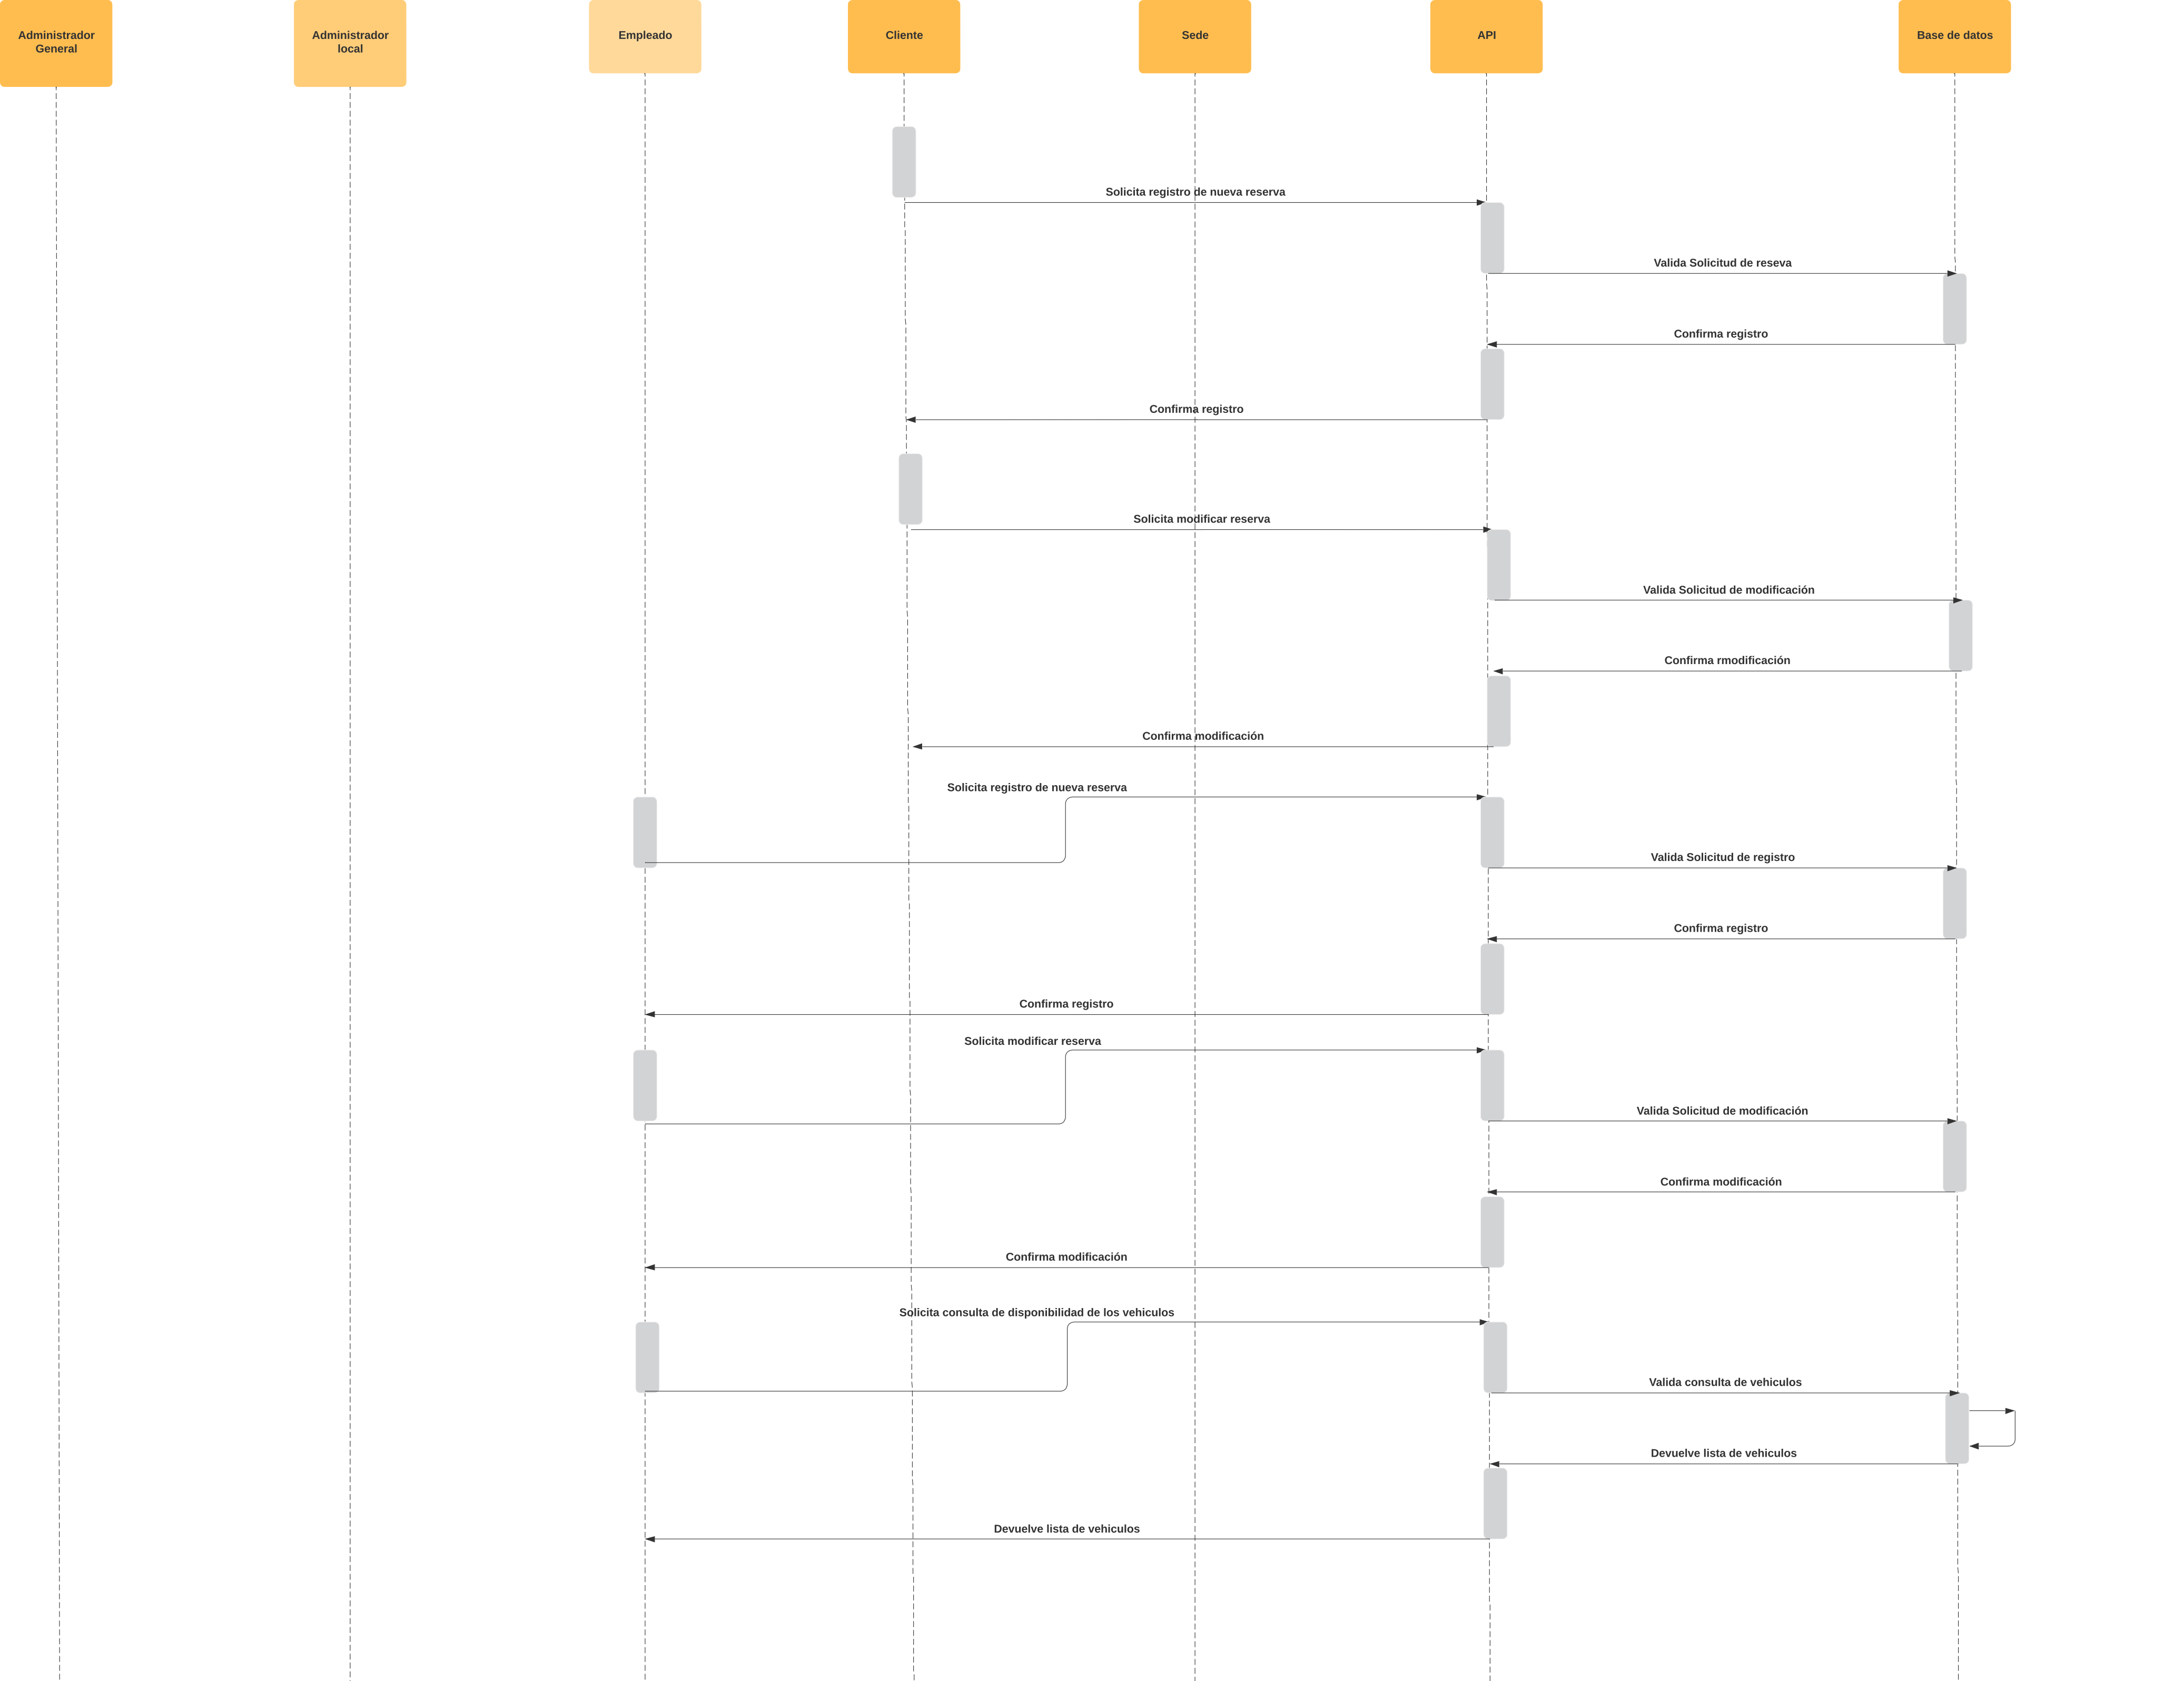 Administrador
General
Administrador
local
Empleado
Cliente
Sede
API
Base de datos
Solicita registro de nueva reserva
Valida Solicitud de reseva
Confirma registro
Confirma registro
Solicita modificar reserva
Valida Solicitud de modificación
Confirma rmodificación
Confirma modificación
Solicita registro de nueva reserva
Valida Solicitud de registro
Confirma registro
Confirma registro
Solicita modificar reserva
Valida Solicitud de modificación
Confirma modificación
Confirma modificación
Solicita consulta de disponibilidad de los vehiculos
Valida consulta de vehiculos
Devuelve lista de vehiculos
Devuelve lista de vehiculos